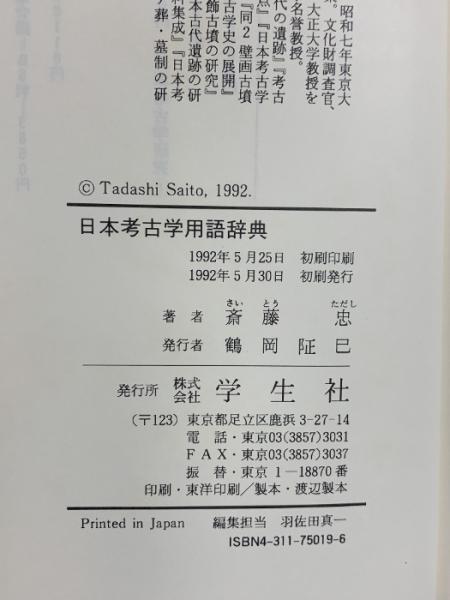 昭和七年東京大
文化財調査官、
大正大学教授を
名誉教授。
代の遺跡』『考古
点』『日本考古学
『同2 壁画古墳
古学史の展開』
飾古墳の研究』
本古代遺跡の研
料集成』『日本考
葬・墓制の研
© Tadashi Saito, 1992.
日本考古学用語辞典
1992年5月25日 初刷印刷
1992年5月30日 初刷発行
さい とう ただし
著者 斎藤 忠
発行者 鶴岡阷巳
発行所 株式会社 学生社
(〒123) 東京都足立区鹿浜3-27-14
電話・東京03(3857)3031
FAX・東京03(3857)3037
振替・東京1―18870番
印刷・東洋印刷/製本・渡辺製本
Printed in Japan 編集担当 羽佐田真一
ISBN4-311-75019-6